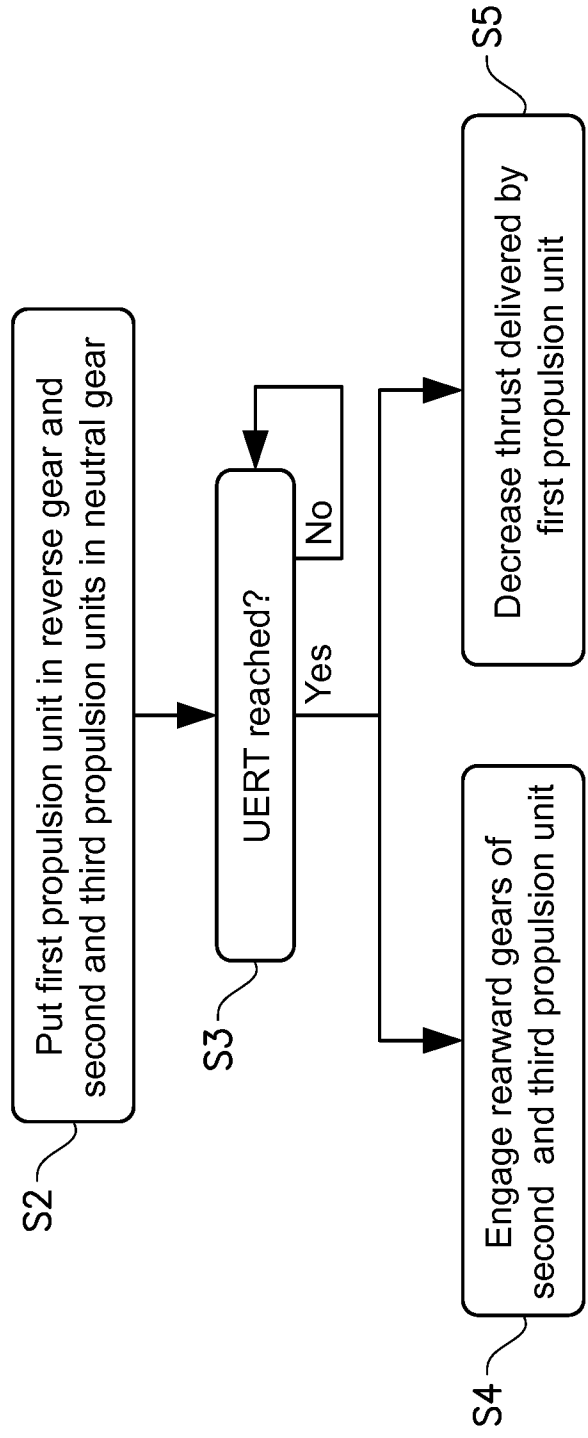 S2
Put first propulsion unit in reverse gear and
second and third propulsion units in neutral gear
S3
UERT reached?
No
Yes
S4
Engage rearward gears of
second and third propulsion unit
S5
Decrease thrust delivered by
first propulsion unit